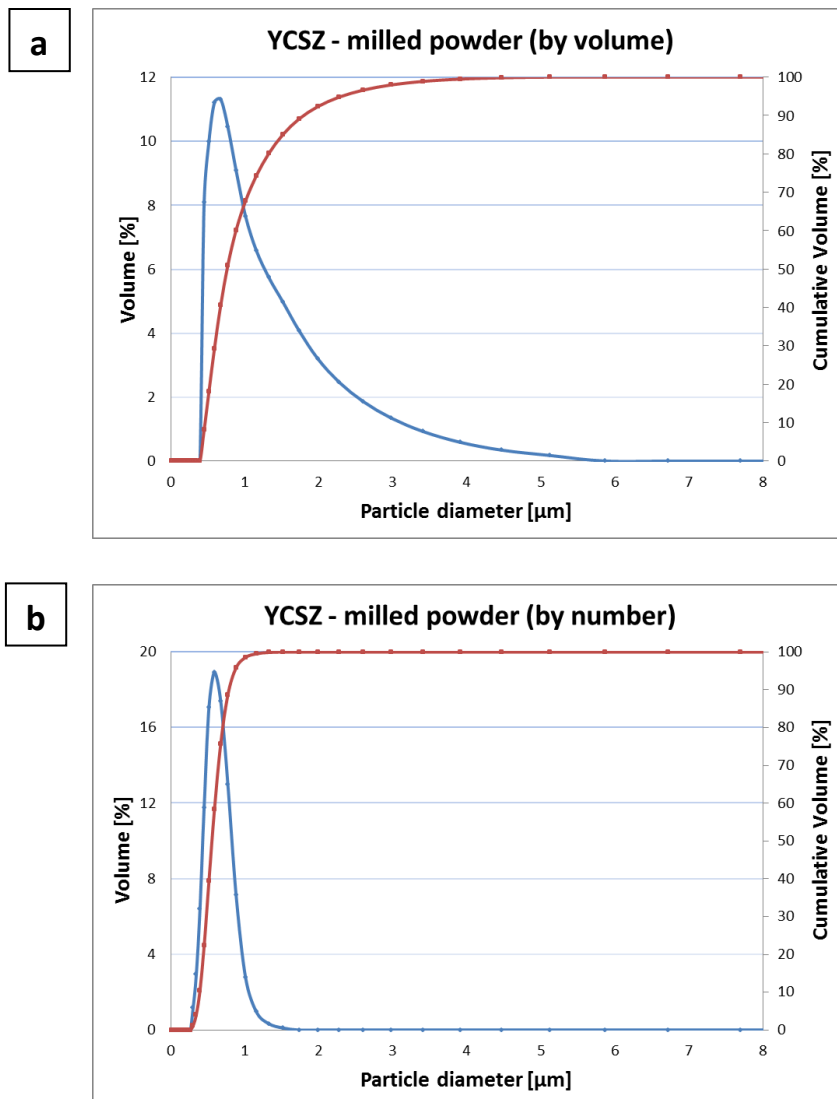 a
YCSZ - milled powder (by volume)
12
10
8
6
4
2
0
Volume [%]
100
90
80
70
60
50
40
30
20
10
0
Cumulative Volume [%]
0 1 2 3 4 5 6 7 8
Particle diameter [µm]
b
YCSZ - milled powder (by number)
20
16
12
8
4
0
Volume [%]
100
90
80
70
60
50
40
30
20
10
0
Cumulative Volume [%]
0 1 2 3 4 5 6 7 8
Particle diameter [µm]